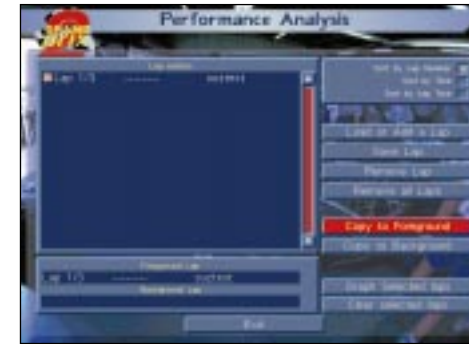 Performance Analysis
Sort by Lap Number
Sort by Time
Sort by Lap Time
Lap 1/3 -------
Load or Add a Lap
Save Lap
Remove Lap
Remove all Laps
Copy to Foreground
Copy to Background
Foreground Lap
Lap 1/3 -------
Background Lap
Graph Selected laps
Clear selected laps
Exit